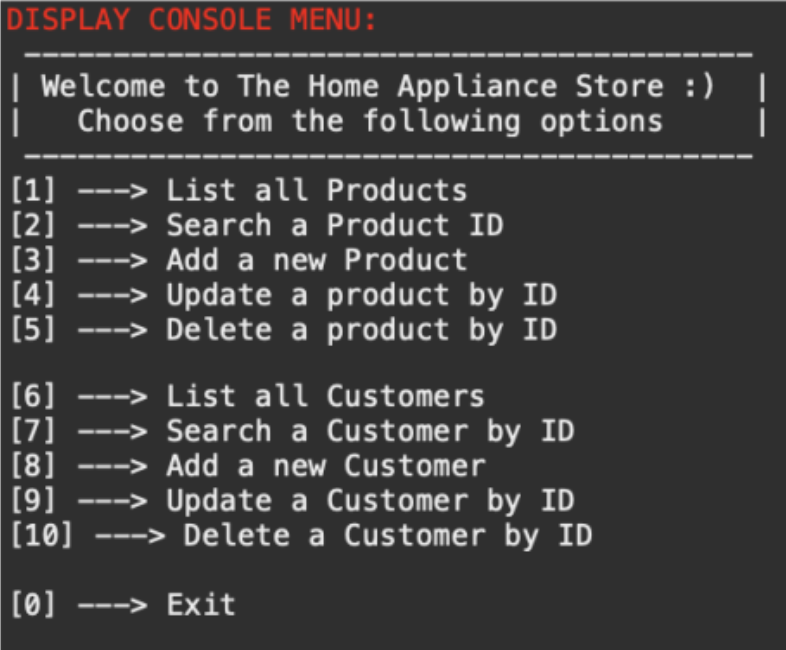 DISPLAY CONSOLE MENU:
-----------------------------------------
| Welcome to The Home Appliance Store :)  |
|   Choose from the following options     |
-----------------------------------------
[1] ---> List all Products
[2] ---> Search a Product ID
[3] ---> Add a new Product
[4] ---> Update a product by ID
[5] ---> Delete a product by ID
[6] ---> List all Customers
[7] ---> Search a Customer by ID
[8] ---> Add a new Customer
[9] ---> Update a Customer by ID
[10] ---> Delete a Customer by ID
[0] ---> Exit